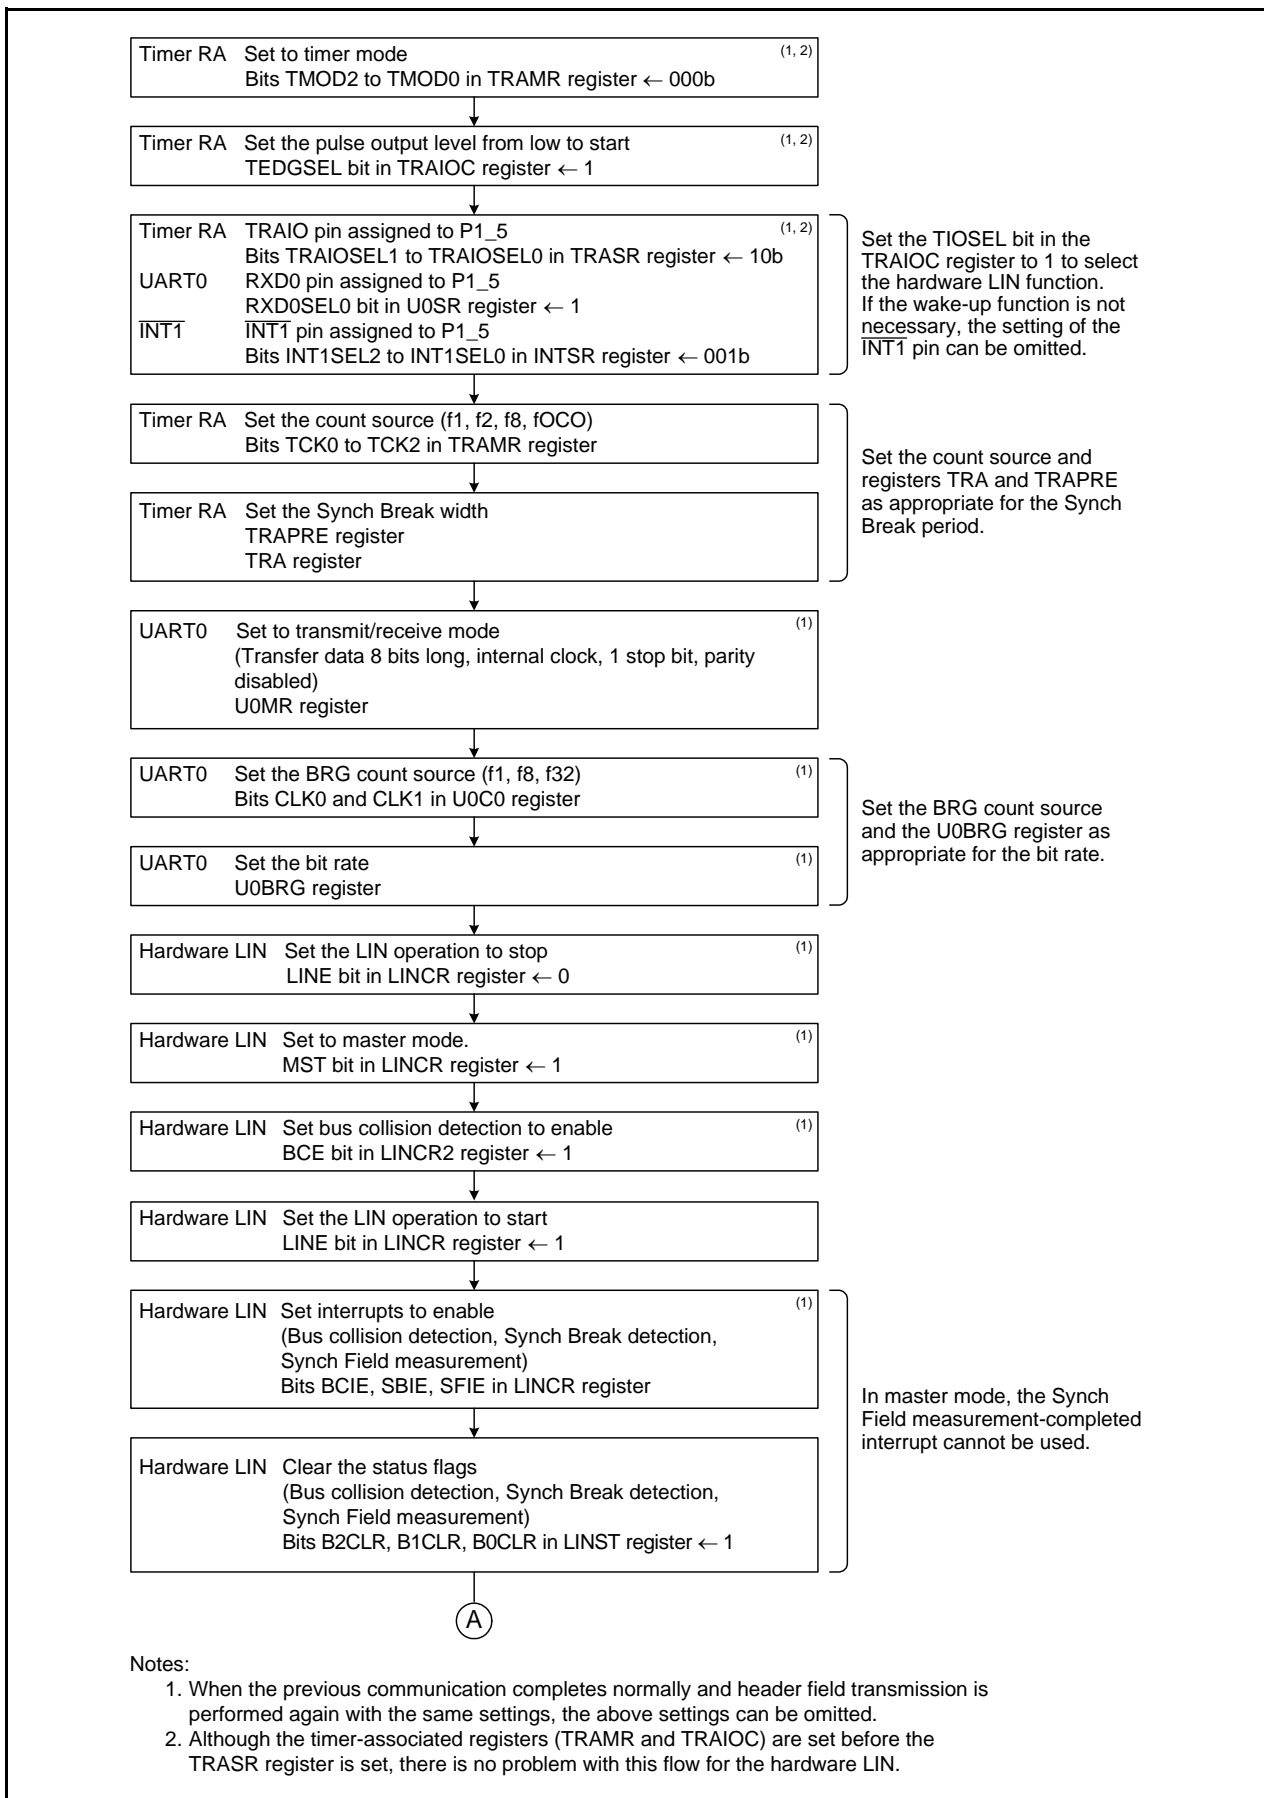 Timer RA Set to timer mode (1, 2)
Bits TMOD2 to TMOD0 in TRAMR register ← 000b
Timer RA Set the pulse output level from low to start (1, 2)
TEDGSEL bit in TRAIOC register ← 1
Timer RA TRAIO pin assigned to P1_5 (1, 2)
Bits TRAIOSEL1 to TRAIOSEL0 in TRASR register ← 10b
UART0 RXD0 pin assigned to P1_5
RXD0SEL0 bit in U0SR register ← 1
INT1 INT1 pin assigned to P1_5
Bits INT1SEL2 to INT1SEL0 in INTSR register ← 001b
Set the TIOSEL bit in the
TRAIOC register to 1 to select
the hardware LIN function.
If the wake-up function is not
necessary, the setting of the
INT1 pin can be omitted.
Timer RA Set the count source (f1, f2, f8, fOCO)
Bits TCK0 to TCK2 in TRAMR register
Timer RA Set the Synch Break width
TRAPRE register
TRA register
Set the count source and
registers TRA and TRAPRE
as appropriate for the Synch
Break period.
UART0 Set to transmit/receive mode (1)
(Transfer data 8 bits long, internal clock, 1 stop bit, parity
disabled)
U0MR register
UART0 Set the BRG count source (f1, f8, f32) (1)
Bits CLK0 and CLK1 in U0C0 register
UART0 Set the bit rate (1)
U0BRG register
Set the BRG count source
and the U0BRG register as
appropriate for the bit rate.
Hardware LIN Set the LIN operation to stop (1)
LINE bit in LINCR register ← 0
Hardware LIN Set to master mode. (1)
MST bit in LINCR register ← 1
Hardware LIN Set bus collision detection to enable (1)
BCE bit in LINCR2 register ← 1
Hardware LIN Set the LIN operation to start
LINE bit in LINCR register ← 1
Hardware LIN Set interrupts to enable (1)
(Bus collision detection, Synch Break detection,
Synch Field measurement)
Bits BCIE, SBIE, SFIE in LINCR register
Hardware LIN Clear the status flags
(Bus collision detection, Synch Break detection,
Synch Field measurement)
Bits B2CLR, B1CLR, B0CLR in LINST register ← 1
In master mode, the Synch
Field measurement-completed
interrupt cannot be used.
A
Notes:
1. When the previous communication completes normally and header field transmission is
performed again with the same settings, the above settings can be omitted.
2. Although the timer-associated registers (TRAMR and TRAIOC) are set before the
TRASR register is set, there is no problem with this flow for the hardware LIN.